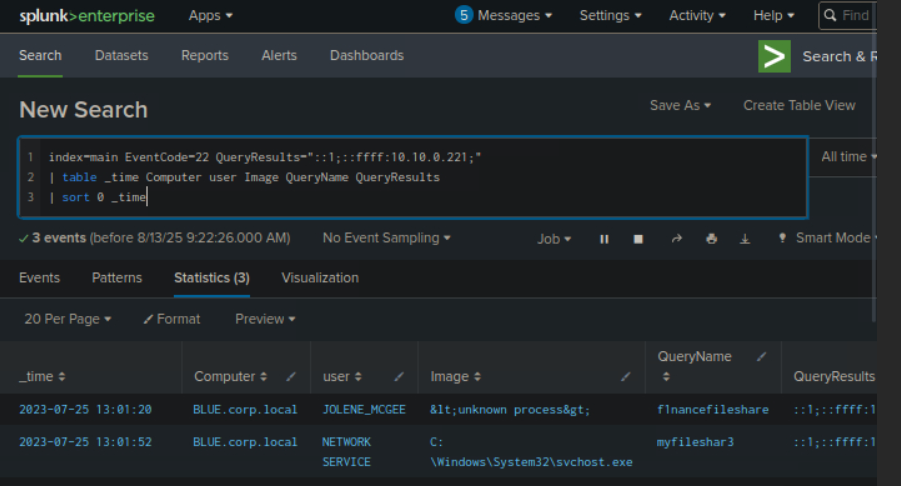 splunk>enterprise Apps 5 Messages Settings Activity Help Find
Search Datasets Reports Alerts Dashboards > Search &
New Search Save As Create Table View
1 index=main EventCode=22 QueryResults="::1;::ffff:10.10.0.221;" All time
2 | table _time Computer user Image QueryName QueryResults
3 | sort 0 _time
✓ 3 events (before 8/13/25 9:22:26.000 AM) No Event Sampling Job Smart Mode
Events Patterns Statistics (3) Visualization
20 Per Page Format Preview
_time Computer user Image QueryName QueryResults
2023-07-25 13:01:20 BLUE.corp.local JOLENE_MCGEE &lt;unknown process&gt; f1nancefileshare ::1;::ffff:1
2023-07-25 13:01:52 BLUE.corp.local NETWORK C: myfileshar3 ::1;::ffff:1
SERVICE \Windows\System32\svchost.exe